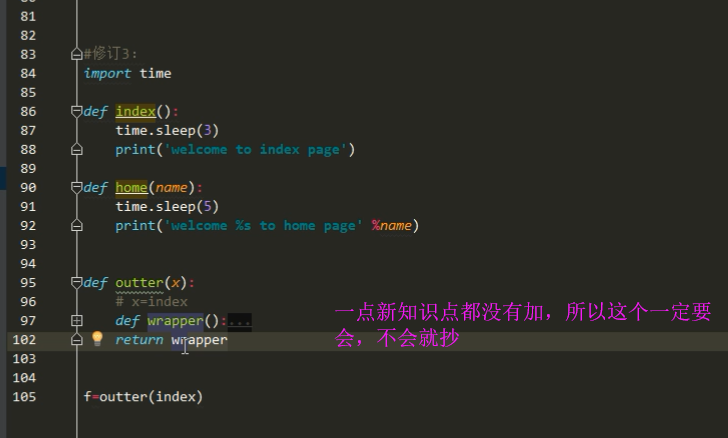 81
82
83 #修订3:
84 import time
85
86 def index():
87 time.sleep(3)
88 print('welcome to index page')
89
90 def home(name):
91 time.sleep(5)
92 print('welcome %s to home page' %name)
93
94
95 def outter(x):
96 # x=index
97 def wrapper():...
102 return wrapper
103
104
105 f=outter(index)
一点新知识点都没有加，所以这个一定要
会，不会就抄